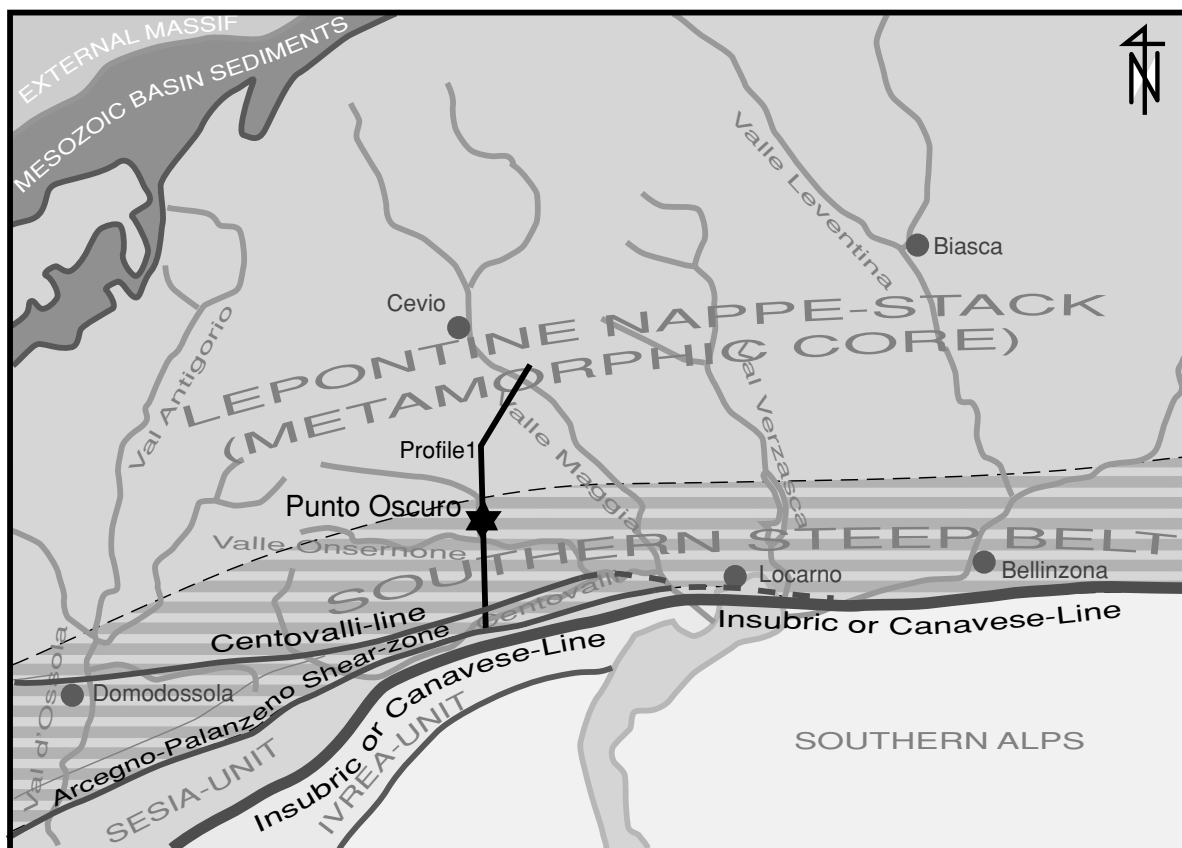 EXTERNAL MASSIF
MESOZOIC BASIN SEDIMENTS
N
Valle Leventina
Biasca
Cevio
Val Antigorio
LEPONTINE NAPPE-STACK
(METAMORPHIC CORE)
Val Verzasca
Valle Maggia
Profile1
Punto Oscuro
Valle Onsernone
SOUTHERN STEEP BELT
Locarno
Bellinzona
Centovalli
Centovalli-line
Insubric or Canavese-Line
Domodossola
Val d'Ossola
Arcegno-Palanzeno Shear-zone
Insubric or Canavese-Line
SESIA-UNIT
IVREA-UNIT
SOUTHERN ALPS